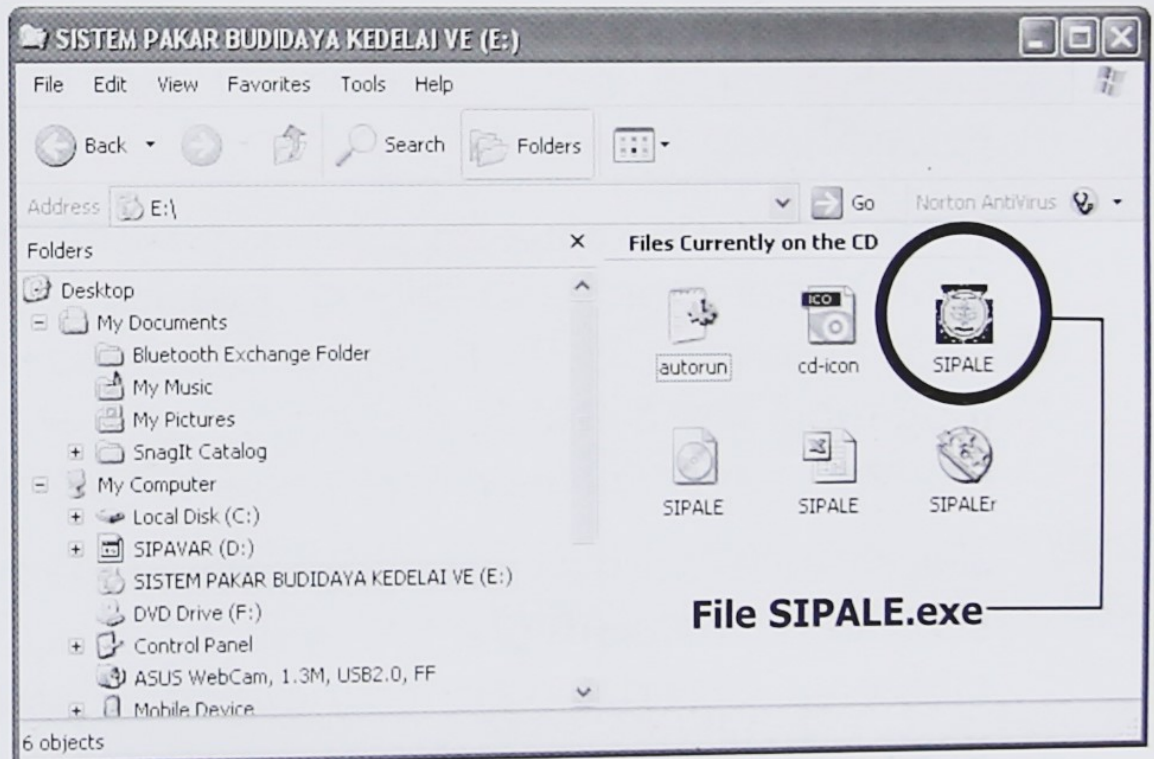 SISTEM PAKAR BUDIDAYA KEDELAI VE (E:)
File Edit View Favorites Tools Help
Back Search Folders
Address E:\ Go Norton AntiVirus
Folders
Desktop
My Documents
Bluetooth Exchange Folder
My Music
My Pictures
SnagIt Catalog
My Computer
Local Disk (C:)
SIPAVAR (D:)
SISTEM PAKAR BUDIDAYA KEDELAI VE (E:)
DVD Drive (F:)
Control Panel
ASUS WebCam, 1.3M, USB2.0, FF
Mobile Device
Files Currently on the CD
ICO
autorun cd-icon SIPALE
SIPALE SIPALE SIPALEr
File SIPALE.exe
6 objects